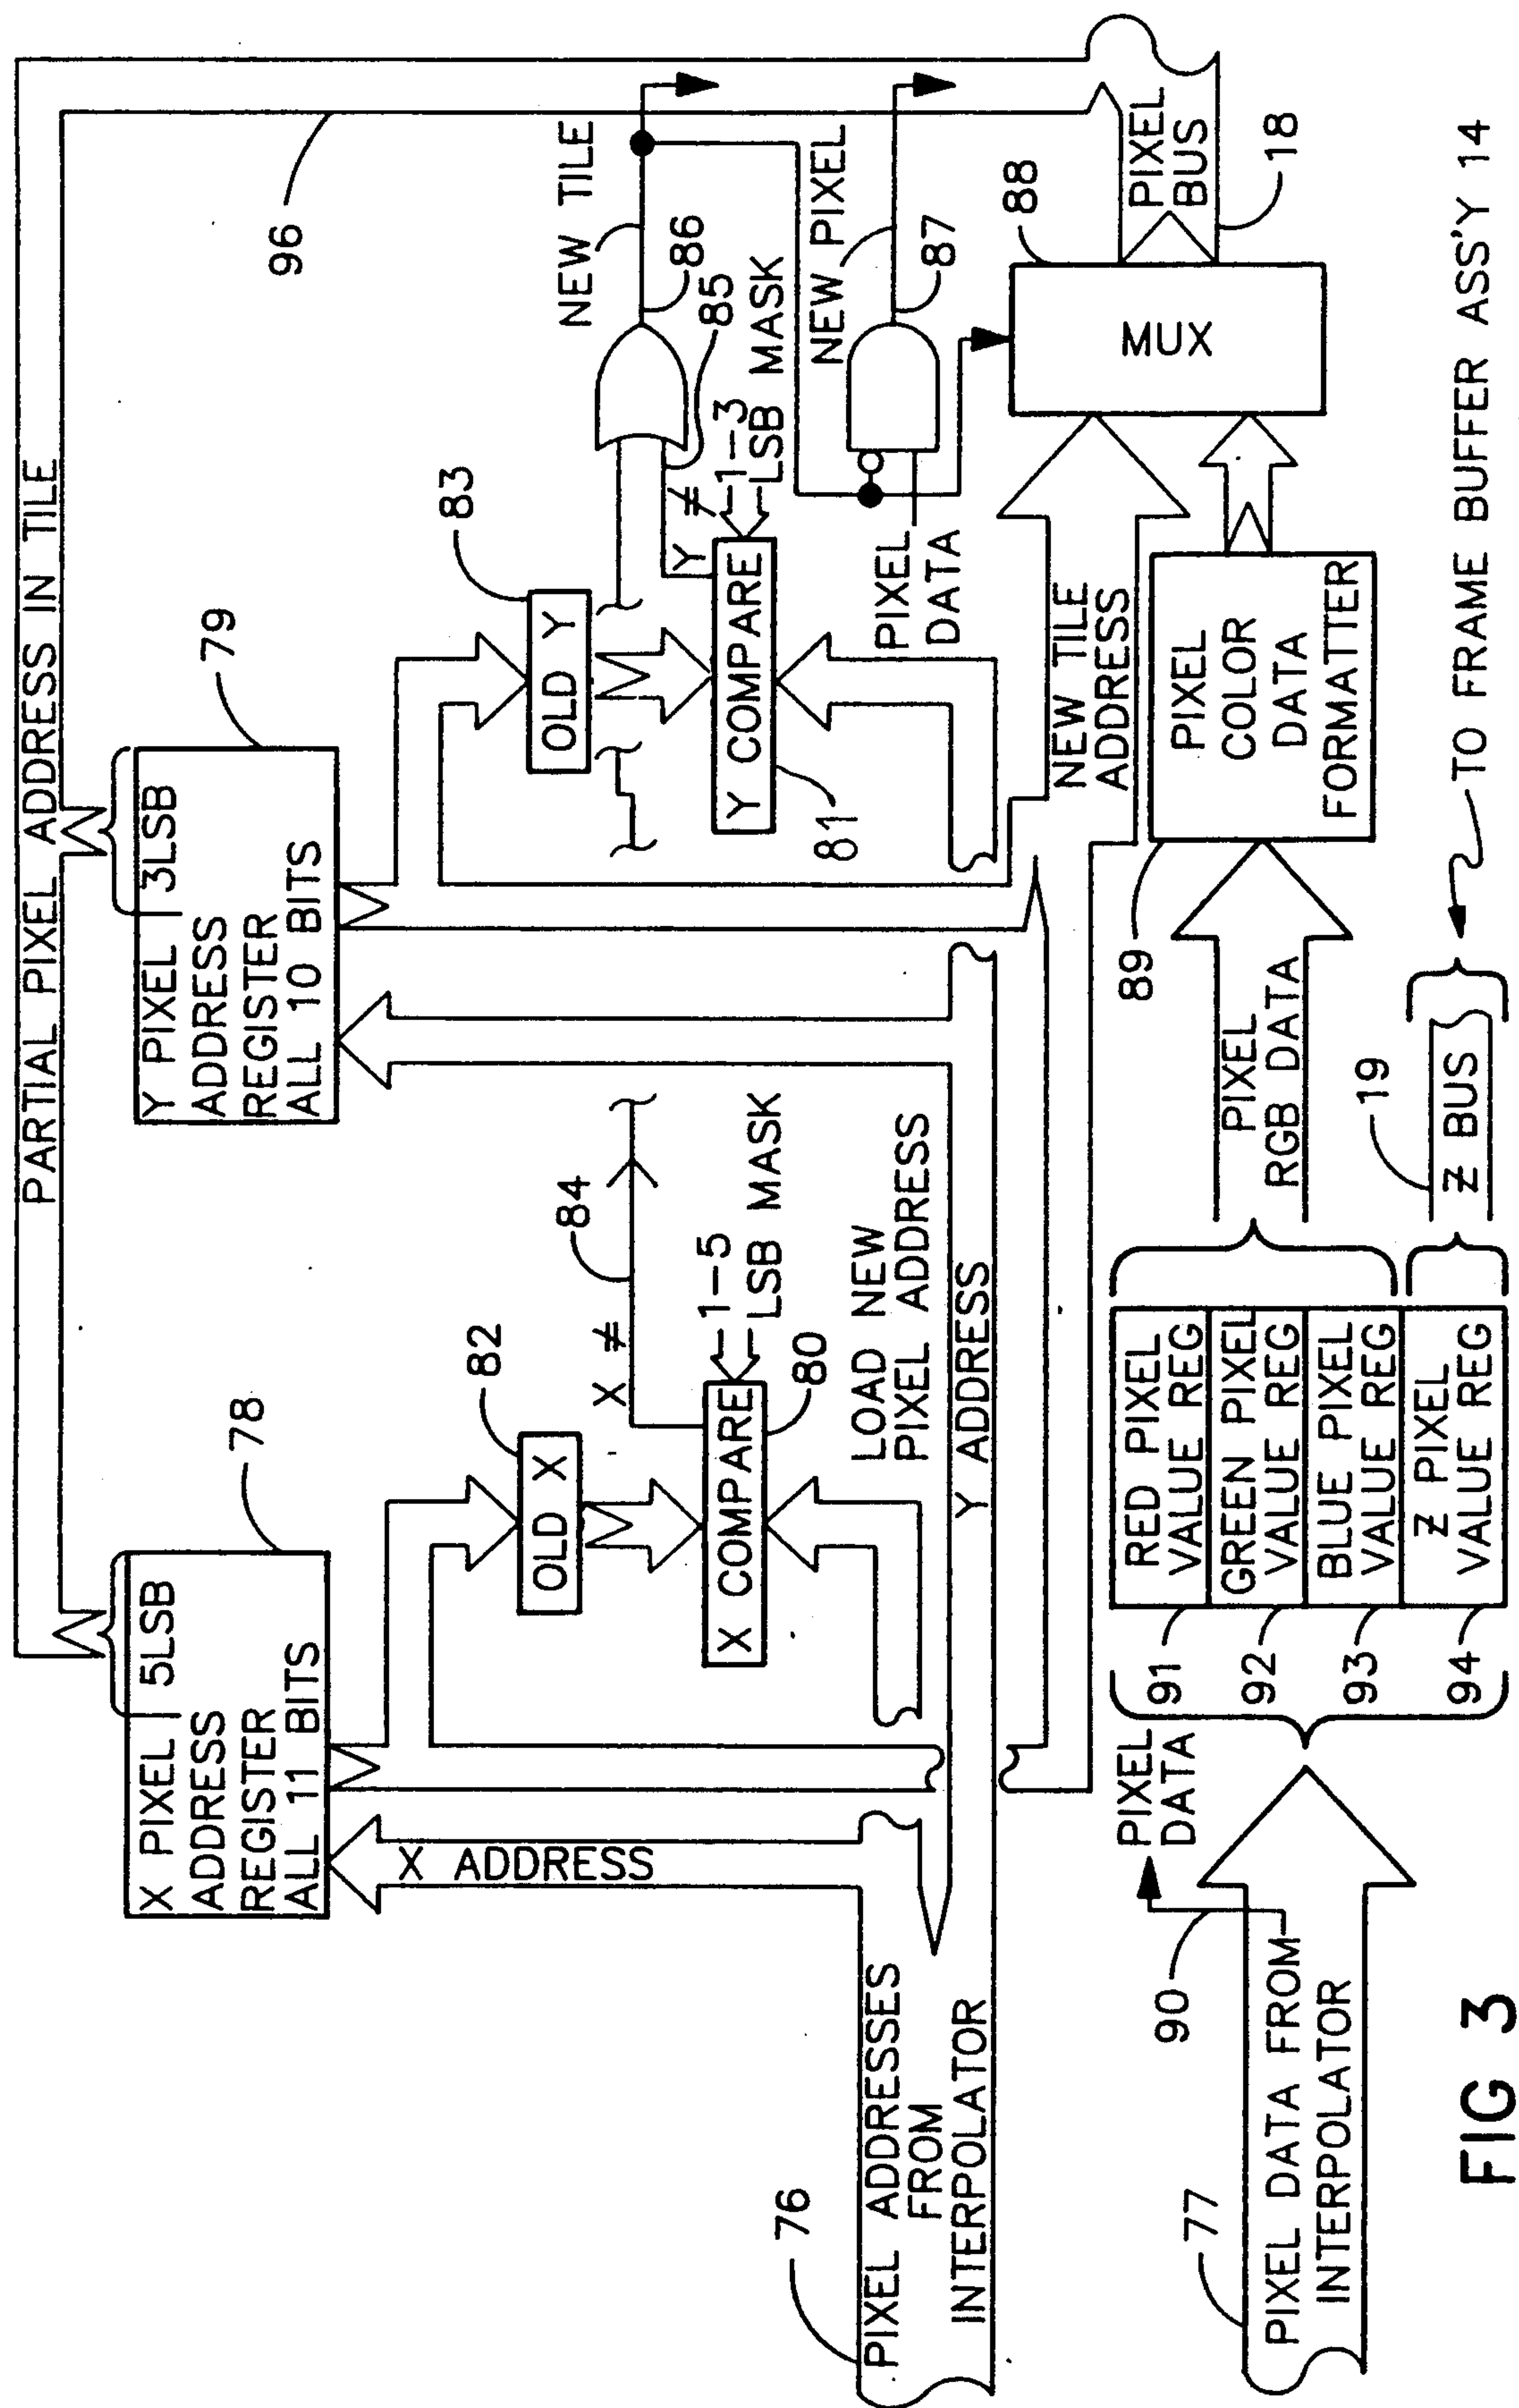 PARTIAL PIXEL ADDRESS IN TILE
96
X PIXEL 5LSB
ADDRESS
REGISTER
ALL 11 BITS
78
Y PIXEL 3LSB
ADDRESS
REGISTER
ALL 10 BITS
79
X ADDRESS
OLD X
82
X ≠
84
X COMPARE
1-5
LSB MASK
80
OLD Y
83
Y ≠
85
Y COMPARE
1-3
LSB MASK
81
86
NEW TILE
NEW PIXEL
87
PIXEL
DATA
76
PIXEL ADDRESSES
FROM
INTERPOLATOR
LOAD NEW
PIXEL ADDRESS
Y ADDRESS
NEW TILE
ADDRESS
MUX
88
PIXEL
BUS
18
77
PIXEL DATA FROM
INTERPOLATOR
90
PIXEL
DATA
91
RED PIXEL
VALUE REG
92
GREEN PIXEL
VALUE REG
93
BLUE PIXEL
VALUE REG
94
Z PIXEL
VALUE REG
PIXEL
RGB DATA
89
PIXEL
COLOR
DATA
FORMATTER
19
Z BUS
TO FRAME BUFFER ASS'Y 14
FIG 3